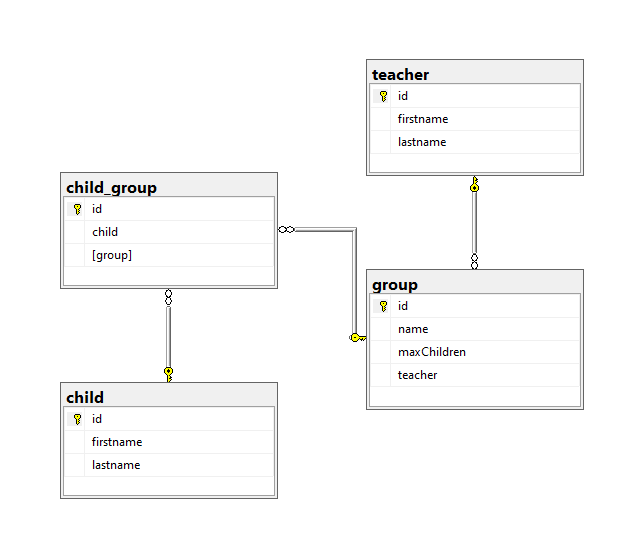 teacher
id
firstname
lastname
child_group
id
child
[group]
group
id
name
maxChildren
teacher
child
id
firstname
lastname